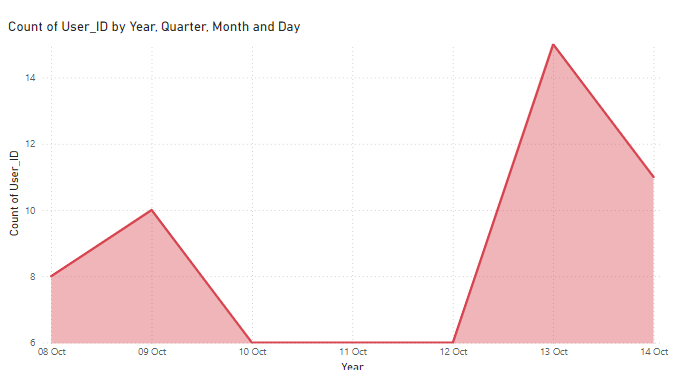 Count of User_ID by Year, Quarter, Month and Day
Count of User_ID
14
12
10
8
6
08 Oct
09 Oct
10 Oct
11 Oct
12 Oct
13 Oct
14 Oct
Year